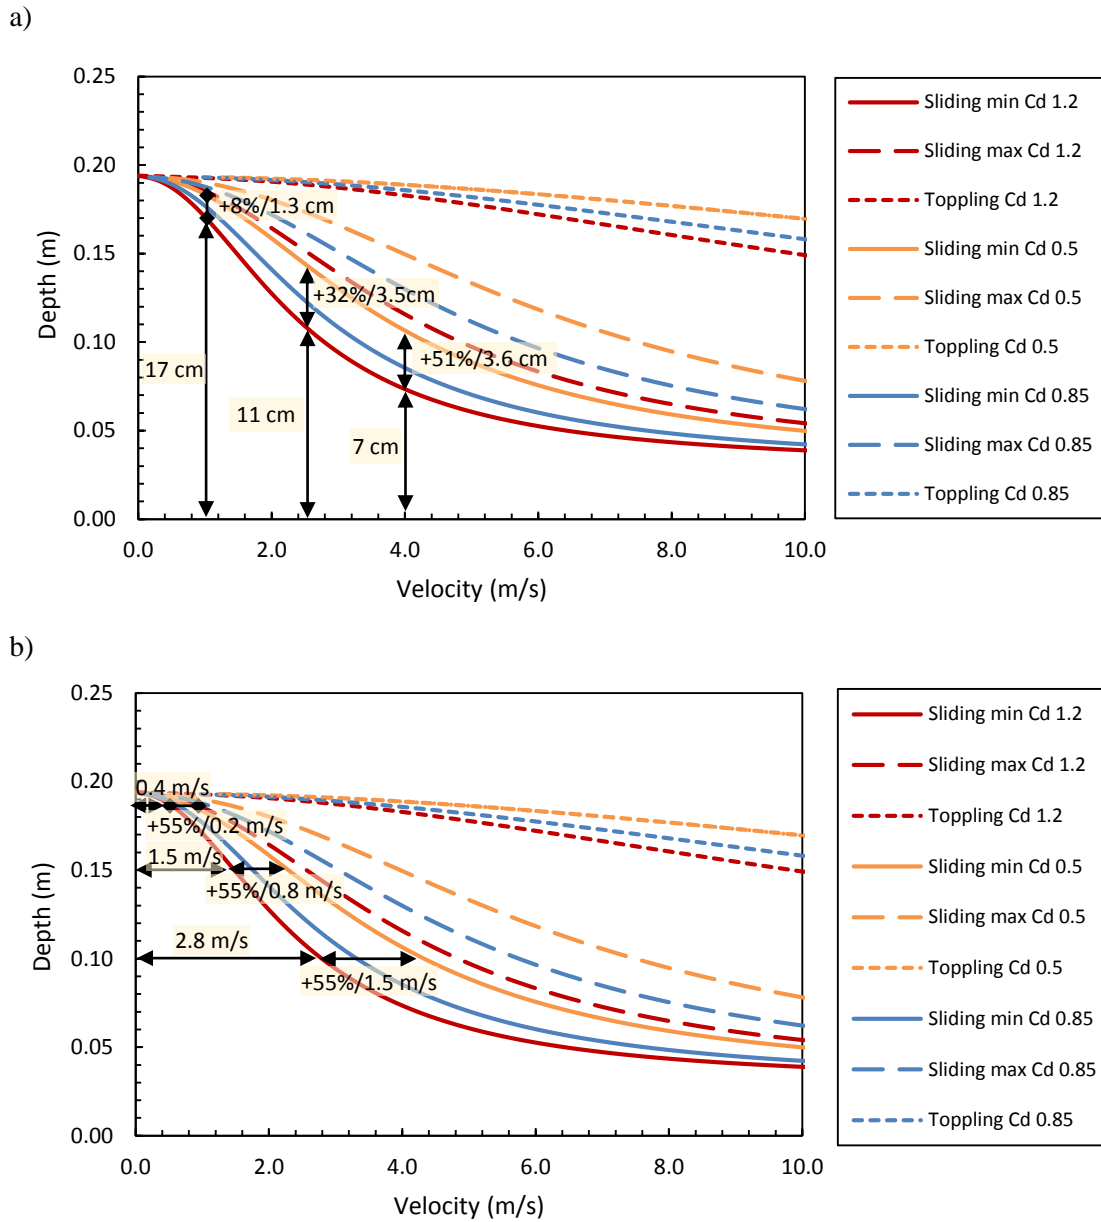 a)
0.25
0.20
0.15
0.10
0.05
0.00
Depth (m)
+8%/1.3 cm
+32%/3.5cm
+51%/3.6 cm
17 cm
11 cm
7 cm
0.0 2.0 4.0 6.0 8.0 10.0
Velocity (m/s)
Sliding min Cd 1.2
Sliding max Cd 1.2
Toppling Cd 1.2
Sliding min Cd 0.5
Sliding max Cd 0.5
Toppling Cd 0.5
Sliding min Cd 0.85
Sliding max Cd 0.85
Toppling Cd 0.85
b)
0.25
0.20
0.15
0.10
0.05
0.00
Depth (m)
0.4 m/s
+55%/0.2 m/s
1.5 m/s
+55%/0.8 m/s
2.8 m/s
+55%/1.5 m/s
0.0 2.0 4.0 6.0 8.0 10.0
Velocity (m/s)
Sliding min Cd 1.2
Sliding max Cd 1.2
Toppling Cd 1.2
Sliding min Cd 0.5
Sliding max Cd 0.5
Toppling Cd 0.5
Sliding min Cd 0.85
Sliding max Cd 0.85
Toppling Cd 0.85